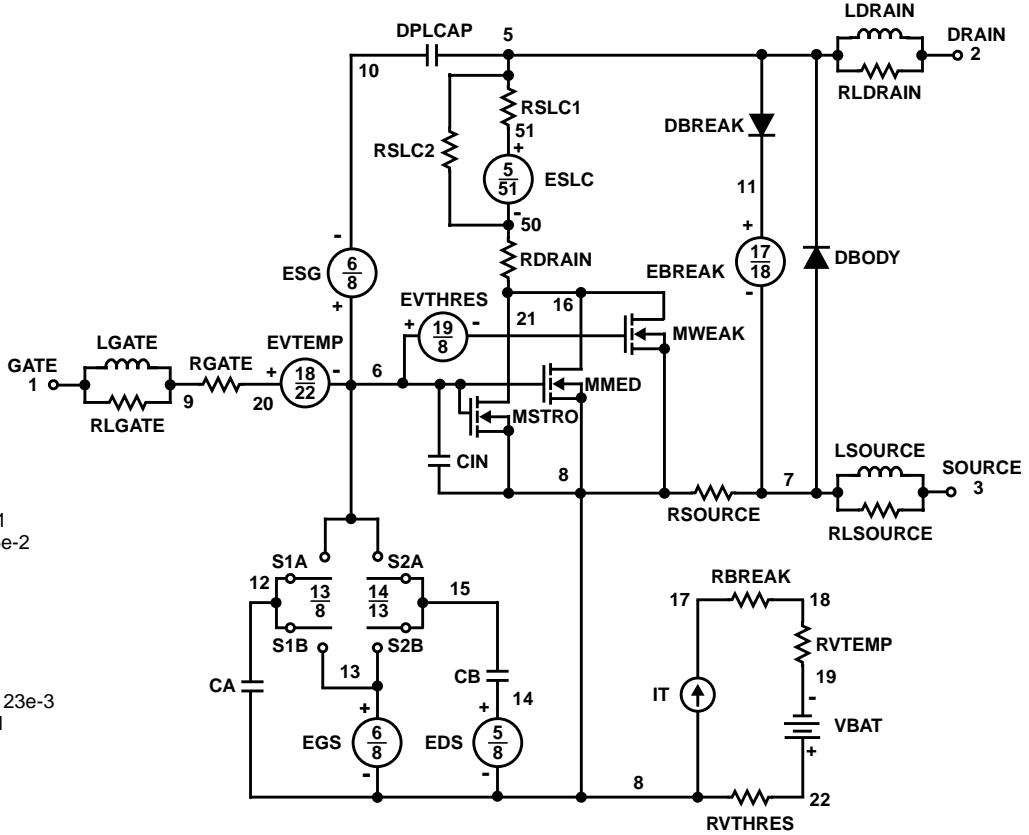 LDRAIN
DPLCAP 5 DRAIN
10 2
RLDRAIN
RSLC1
DBREAK
51
+
RSLC2
5
51
ESLC
11
-
50
-
+
17
18
DBODY
RDRAIN
6
8
ESG
EBREAK
EVTHRES
16
-
+
21
+ 19
8
-
MWEAK
LGATE
EVTEMP
GATE
1
RGATE
+ 18
22
-
6
MMED
9
20
MSTRO
RLGATE
LSOURCE
CIN
8
7
SOURCE
3
RSOURCE
RLSOURCE
1
e-2
S1A
S2A
12
13
8
14
13
15
RBREAK
17
18
S1B
S2B
RVTEMP
13
CA
CB
14
19
23e-3
IT
-
VBAT
+
+
+
EGS
6
8
EDS
5
8
-
-
8
22
RVTHRES